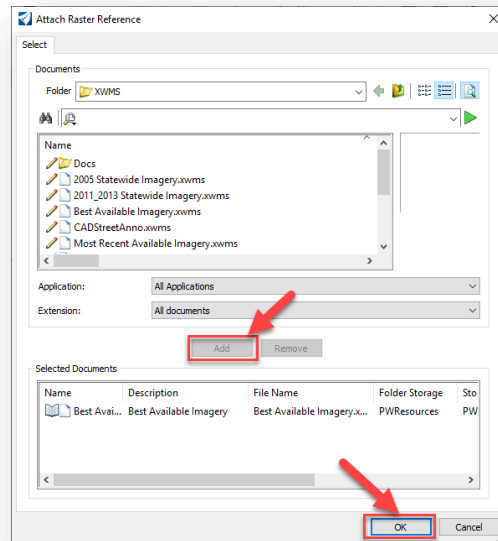 Attach Raster Reference
Select
Documents
Folder XWMS
Name
Docs
2005 Statewide Imagery.xwms
2011_2013 Statewide Imagery.xwms
Best Available Imagery.xwms
CADStreetAnno.xwms
Most Recent Available Imagery.xwms
Application: All Applications
Extension: All documents
Add Remove
Selected Documents
Name Description File Name Folder Storage Sto
Best Avai... Best Available Imagery Best Available Imagery.x... PWResources PW
OK Cancel